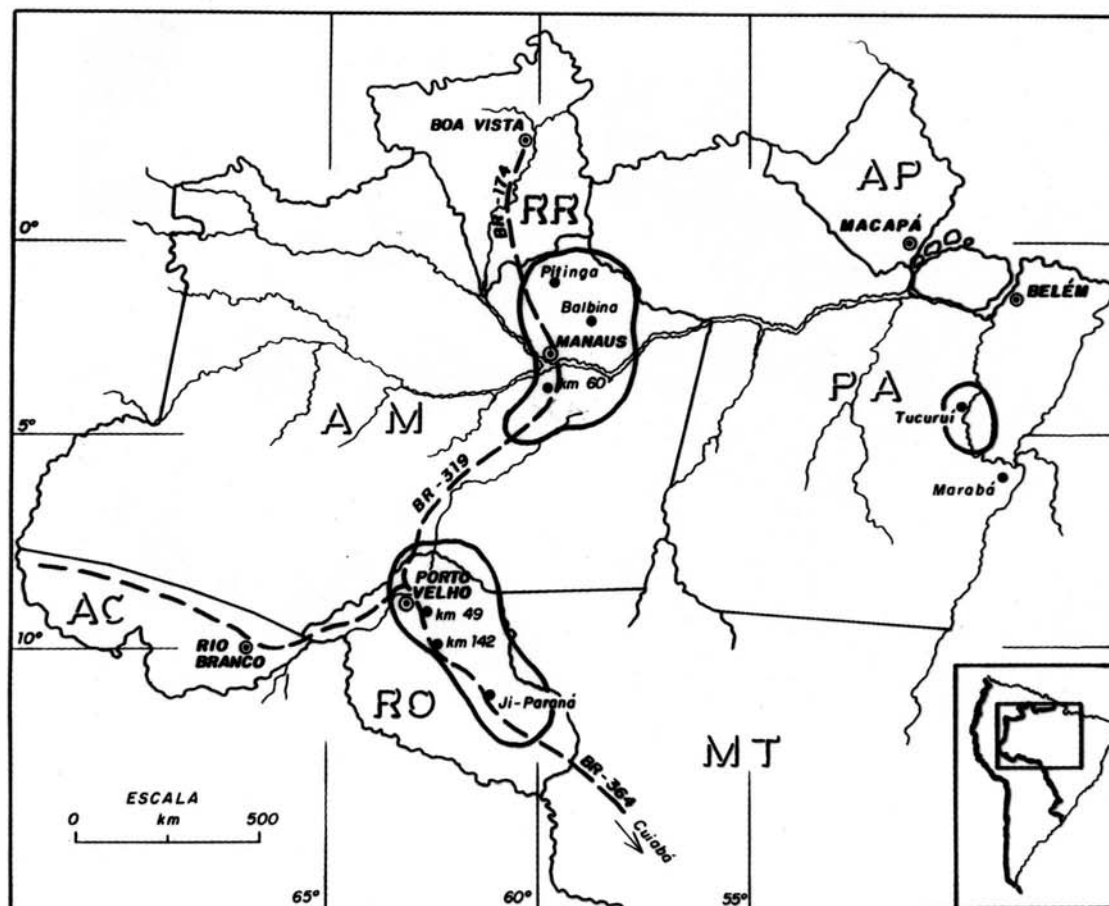 BOA VISTA
BR-174
RR
AP
MACAPÁ
0°
Pitinga
BELÉM
Balbina
MANAUS
km 60
PA
Tucuruí
AM
5°
BR-319
Marabá
PORTO
VELHO
km 49
AC
km 142
10°
RIO
BRANCO
RO
Ji-Paraná
MT
BR-364
ESCALA
km
0 500
Cuiabá
65° 60° 55°